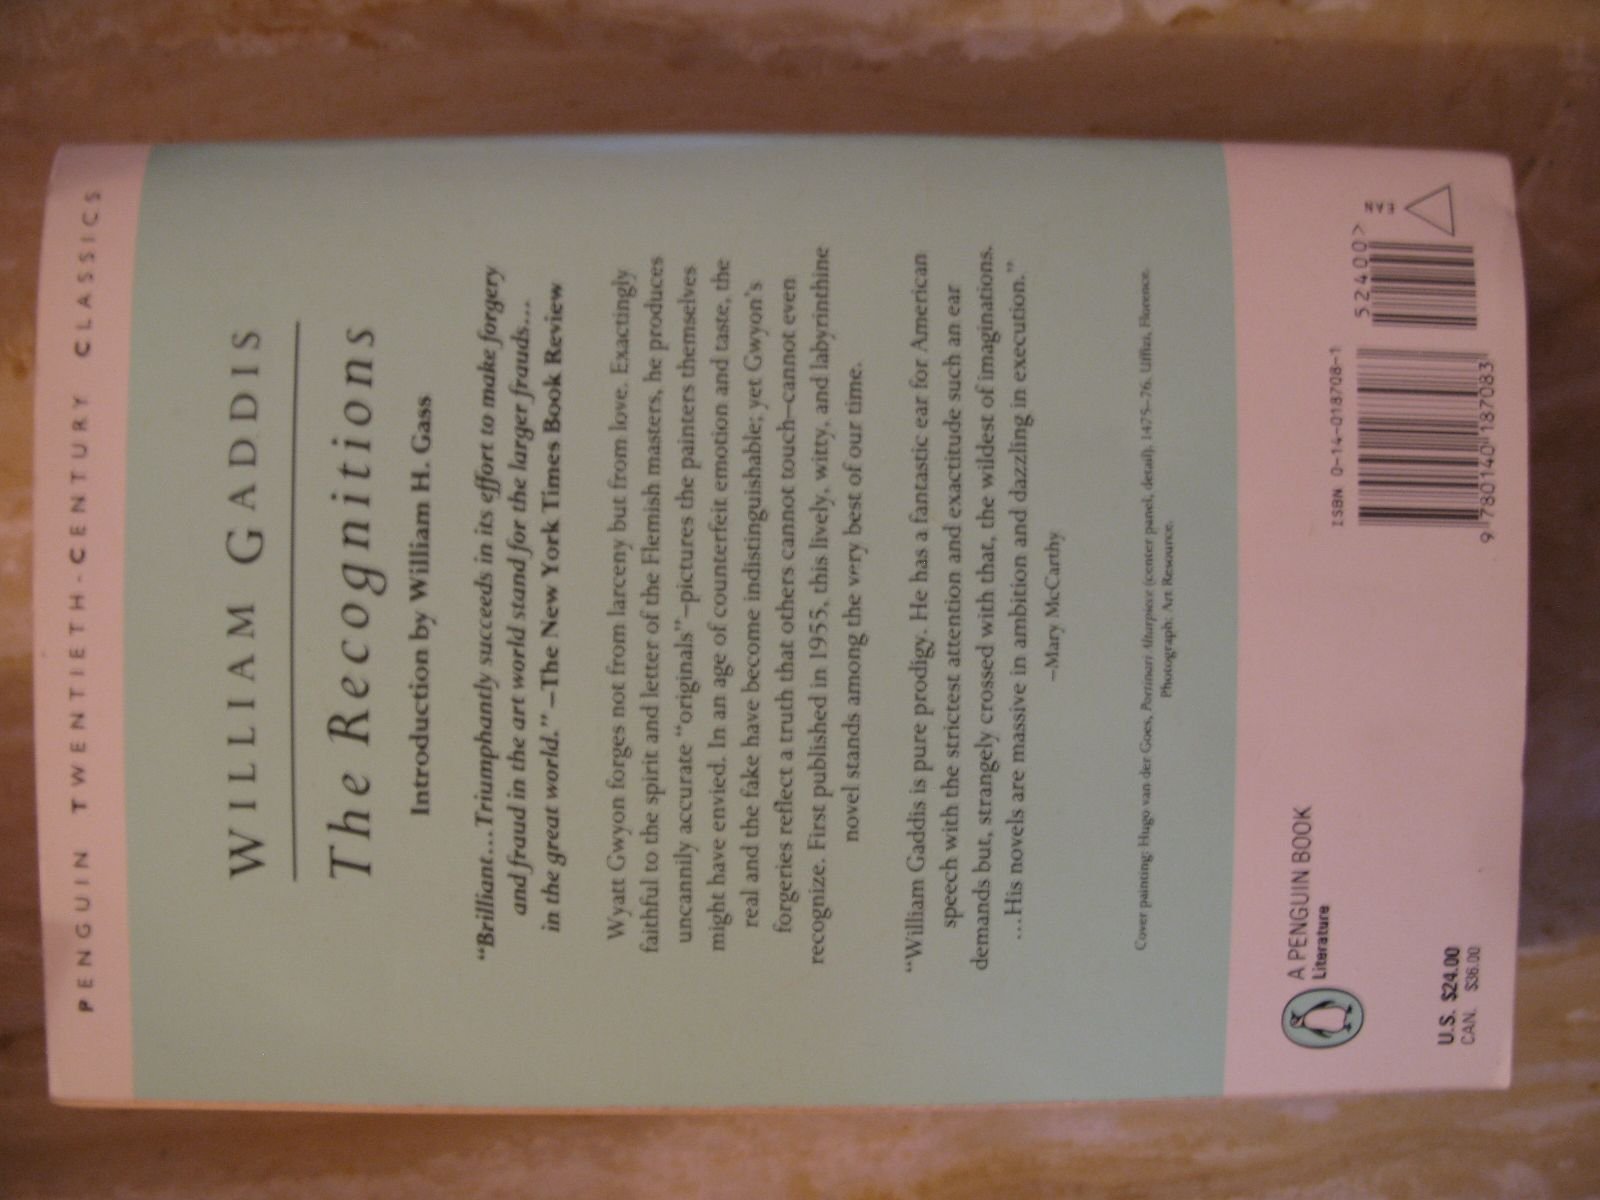 PENGUIN TWENTIETH-CENTURY CLASSICS
WILLIAM GADDIS
The Recognitions
Introduction by William H. Gass
“Brilliant…Triumphantly succeeds in its effort to make forgery
and fraud in the art world stand for the larger frauds…
in the great world.” –The New York Times Book Review
Wyatt Gwyon forges not from larceny but from love. Exactingly
faithful to the spirit and letter of the Flemish masters, he produces
uncannily accurate “originals”–pictures the painters themselves
might have envied. In an age of counterfeit emotion and taste, the
real and the fake have become indistinguishable; yet Gwyon's
forgeries reflect a truth that others cannot touch–cannot even
recognize. First published in 1955, this lively, witty, and labyrinthine
novel stands among the very best of our time.
“William Gaddis is pure prodigy. He has a fantastic ear for American
speech with the strictest attention and exactitude such an ear
demands but, strangely crossed with that, the wildest of imaginations.
…His novels are massive in ambition and dazzling in execution.”
–Mary McCarthy
Cover painting: Hugo van der Goes, Portinari Altarpiece (center panel, detail), 1475–76. Uffizi, Florence.
Photograph: Art Resource.
A PENGUIN BOOK
Literature
U.S. $24.00
CAN. $36.00
ISBN 0-14-018708-1
52400>
EAN
9 780140 187083